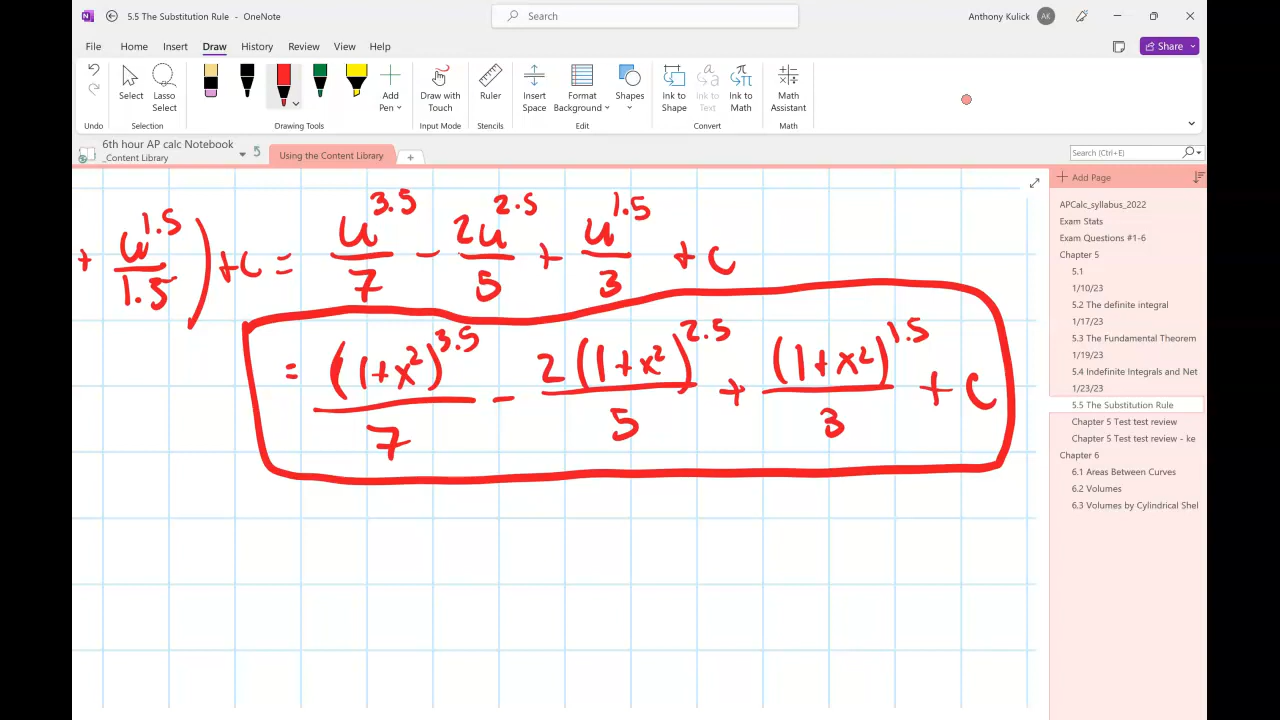 5.5 The Substitution Rule - OneNote
Search
Anthony Kulick AK
File Home Insert Draw History Review View Help Share
Select Lasso Select Add Pen Draw with Touch Ruler Insert Space Format Background Shapes Ink to Shape Ink to Text Ink to Math Math Assistant
Undo Selection Drawing Tools Input Mode Stencils Edit Convert Math
6th hour AP calc Notebook
_Content Library
Using the Content Library
Search (Ctrl+E)
Add Page
APCalc_syllabus_2022
Exam Stats
Exam Questions #1-6
Chapter 5
5.1
1/10/23
5.2 The definite integral
1/17/23
5.3 The Fundamental Theorem
1/19/23
5.4 Indefinite Integrals and Net
1/23/23
5.5 The Substitution Rule
Chapter 5 Test test review
Chapter 5 Test test review - ke
Chapter 6
6.1 Areas Between Curves
6.2 Volumes
6.3 Volumes by Cylindrical Shel
+ u^1.5/1.5) + C = u^3.5/7 - 2u^2.5/5 + u^1.5/3 + C
= (1+x²)^3.5/7 - 2(1+x²)^2.5/5 + (1+x²)^1.5/3 + C